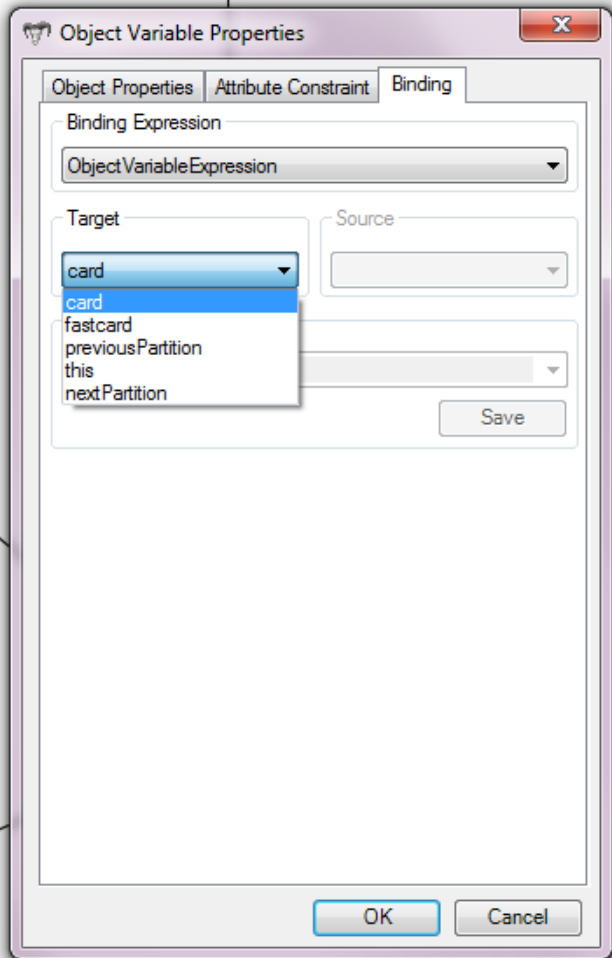 Object Variable Properties
Object Properties Attribute Constraint Binding
Binding Expression
ObjectVariableExpression
Target Source
card
card
fastcard
previousPartition
this
nextPartition
Save
OK Cancel